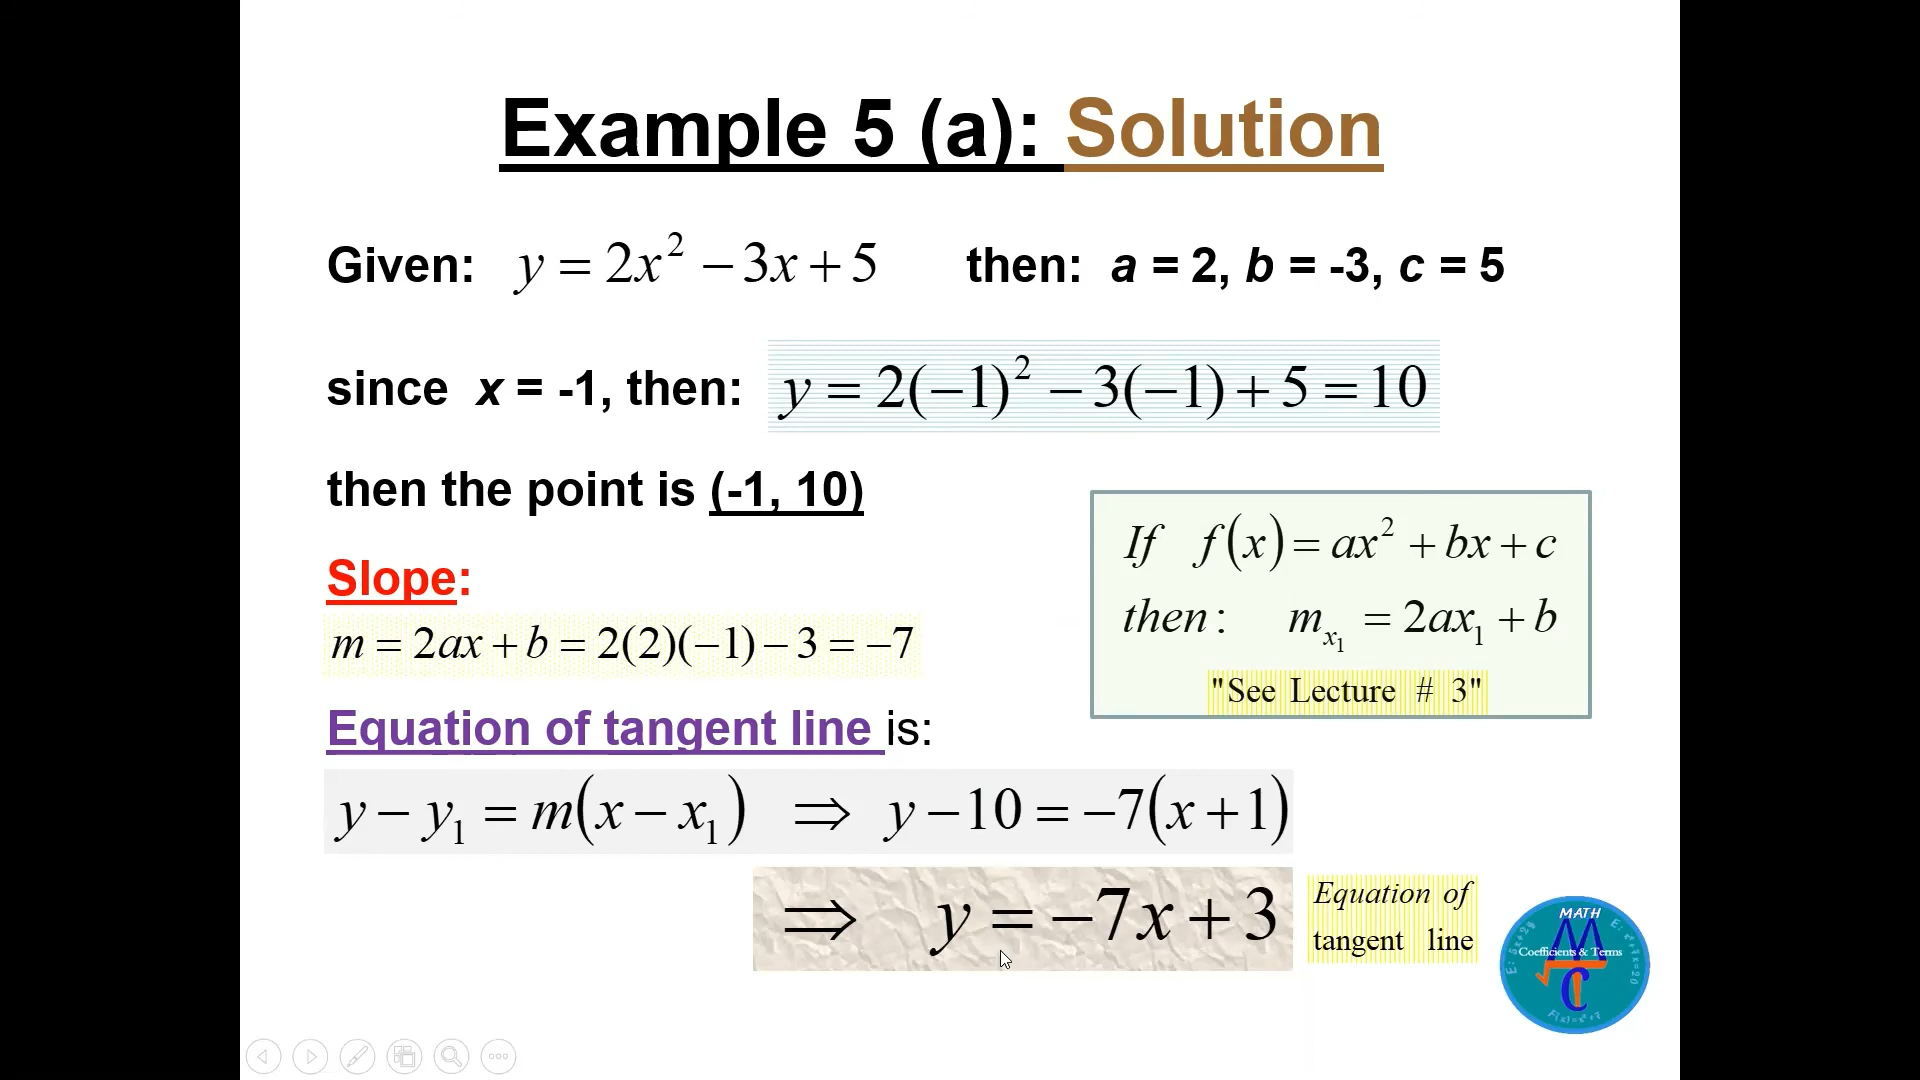 Example 5 (a): Solution
Given: y = 2x² − 3x + 5 then: a = 2, b = -3, c = 5
since x = -1, then: y = 2(−1)² − 3(−1) + 5 = 10
then the point is (-1, 10)
If f(x) = ax² + bx + c
then: mₓ₁ = 2ax₁ + b
"See Lecture # 3"
Slope:
m = 2ax + b = 2(2)(−1) − 3 = −7
Equation of tangent line is:
y − y₁ = m(x − x₁) ⇒ y − 10 = −7(x + 1)
⇒ y = −7x + 3
Equation of
tangent line
MATH
Coefficients & Terms